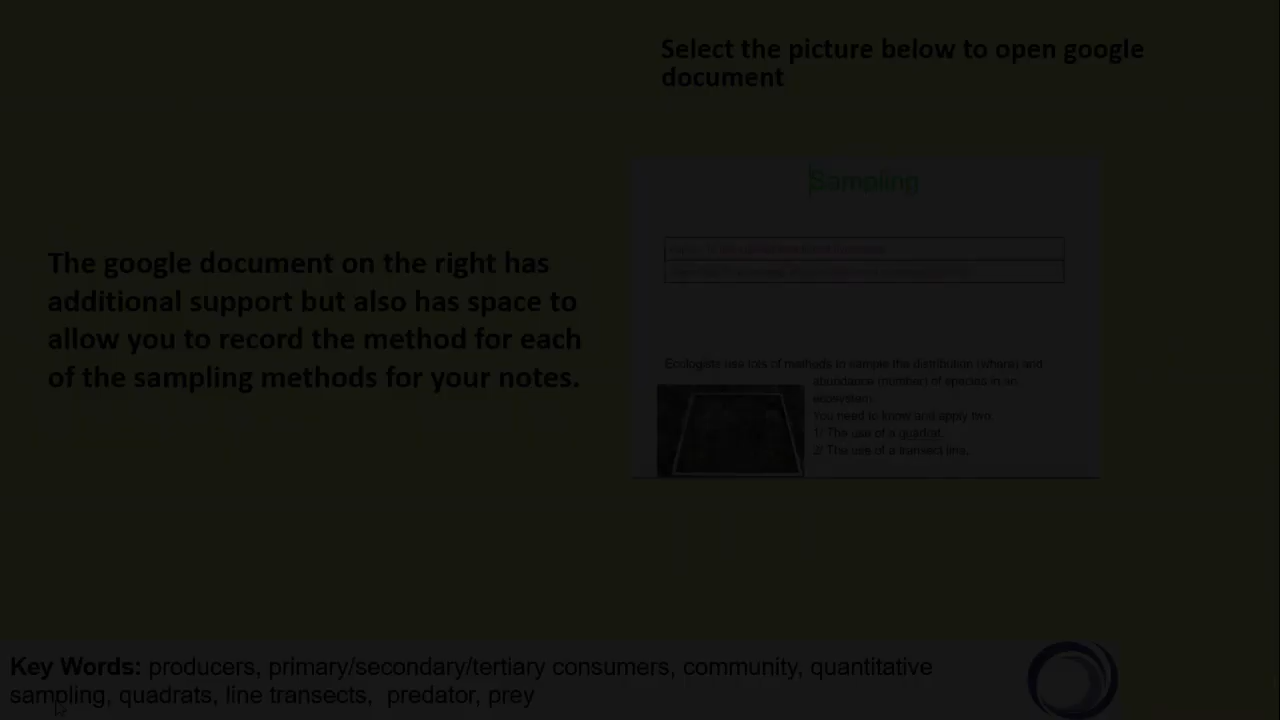 Select the picture below to open google
document
Sampling
The google document on the right has
additional support but also has space to
allow you to record the method for each
of the sampling methods for your notes.
Ecologists use lots of methods to sample the distribution (where) and
abundance (number) of species in an
ecosystem.
You need to know and apply two.
1/ The use of a quadrat.
2/ The use of a transect line.
Key Words: producers, primary/secondary/tertiary consumers, community, quantitative
sampling, quadrats, line transects, predator, prey